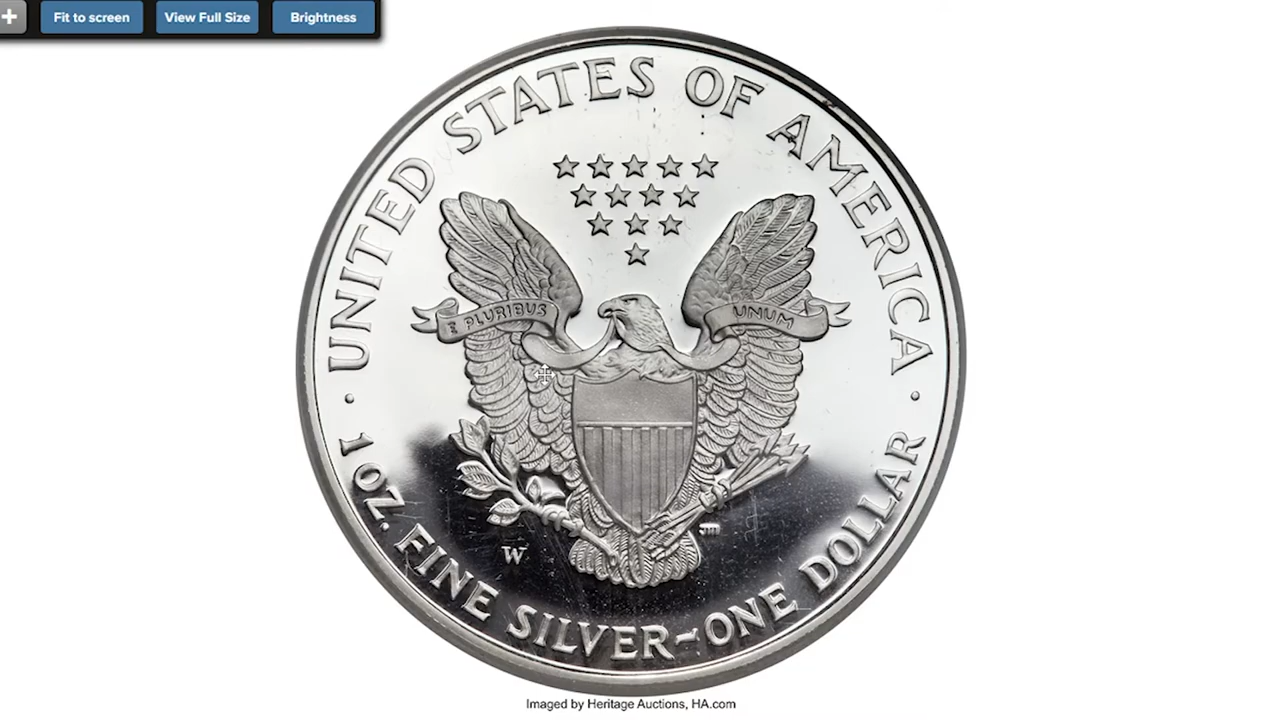 Fit to screen
View Full Size
Brightness
UNITED STATES OF AMERICA
E PLURIBUS
UNUM
W
1 OZ. FINE SILVER~ONE DOLLAR
Imaged by Heritage Auctions, HA.com